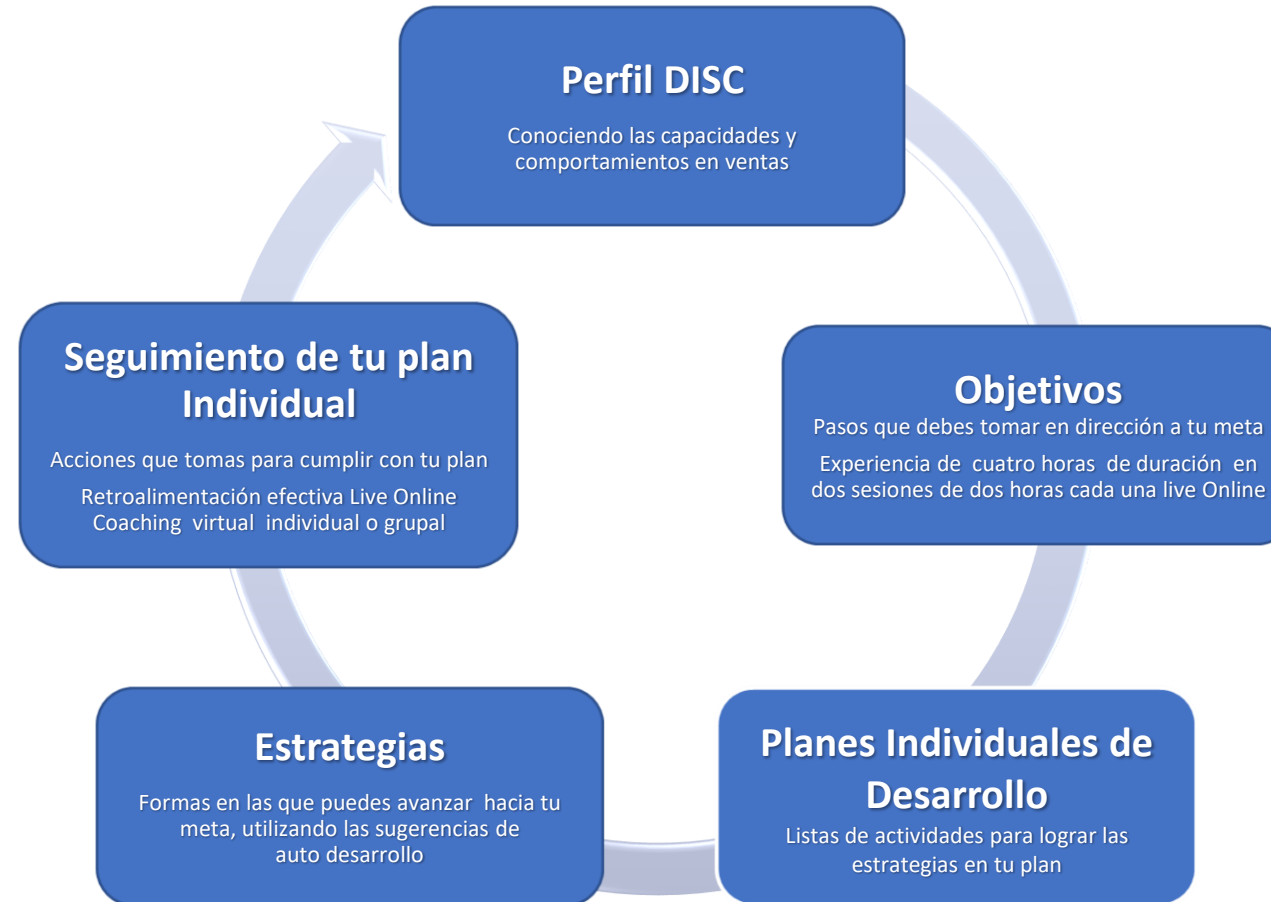 Perfil DISC
Conociendo las capacidades y
comportamientos en ventas
Objetivos
Pasos que debes tomar en dirección a tu meta
Experiencia de cuatro horas de duración en
dos sesiones de dos horas cada una live Online
Planes Individuales de
Desarrollo
Listas de actividades para lograr las
estrategias en tu plan
Estrategias
Formas en las que puedes avanzar hacia tu
meta, utilizando las sugerencias de
auto desarrollo
Seguimiento de tu plan
Individual
Acciones que tomas para cumplir con tu plan
Retroalimentación efectiva Live Online
Coaching virtual individual o grupal